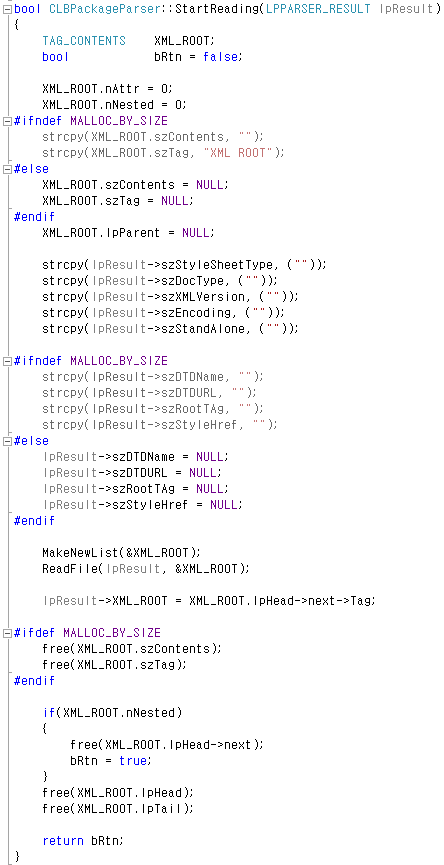 bool CLBPackageParser::StartReading(LPPARSER_RESULT lpResult)
{
    TAG_CONTENTS    XML_ROOT;
    bool            bRtn = false;

    XML_ROOT.nAttr = 0;
    XML_ROOT.nNested = 0;
#ifndef MALLOC_BY_SIZE
    strcpy(XML_ROOT.szContents, "");
    strcpy(XML_ROOT.szTag, "XML ROOT");
#else
    XML_ROOT.szContents = NULL;
    XML_ROOT.szTag = NULL;
#endif
    XML_ROOT.lpParent = NULL;

    strcpy(lpResult->szStyleSheetType, (""));
    strcpy(lpResult->szDocType, (""));
    strcpy(lpResult->szXMLVersion, (""));
    strcpy(lpResult->szEncoding, (""));
    strcpy(lpResult->szStandAlone, (""));

#ifndef MALLOC_BY_SIZE
    strcpy(lpResult->szDTDName, "");
    strcpy(lpResult->szDTDURL, "");
    strcpy(lpResult->szRootTAg, "");
    strcpy(lpResult->szStyleHref, "");
#else
    lpResult->szDTDName = NULL;
    lpResult->szDTDURL = NULL;
    lpResult->szRootTAg = NULL;
    lpResult->szStyleHref = NULL;
#endif

    MakeNewList(&XML_ROOT);
    ReadFile(lpResult, &XML_ROOT);

    lpResult->XML_ROOT = XML_ROOT.lpHead->next->Tag;

#ifdef MALLOC_BY_SIZE
    free(XML_ROOT.szContents);
    free(XML_ROOT.szTag);
#endif

    if(XML_ROOT.nNested)
    {
        free(XML_ROOT.lpHead->next);
        bRtn = true;
    }
    free(XML_ROOT.lpHead);
    free(XML_ROOT.lpTail);

    return bRtn;
}